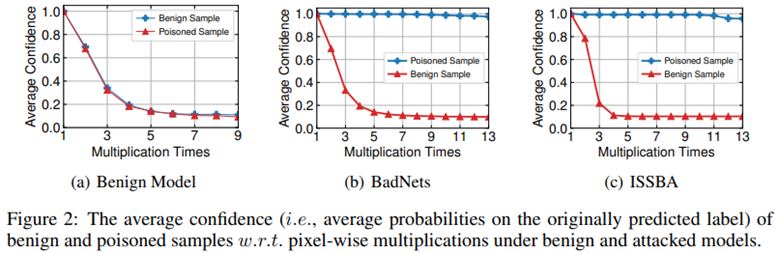 1.0
0.8
0.6
0.4
0.2
0.0
Average Confidence
Benign Sample
Poisoned Sample
1 3 5 7 9
Multiplication Times
(a) Benign Model
1.0
0.8
0.6
0.4
0.2
0.0
Average Confidence
Poisoned Sample
Benign Sample
1 3 5 7 9 11 13
Multiplication Times
(b) BadNets
1.0
0.8
0.6
0.4
0.2
0.0
Average Confidence
Poisoned Sample
Benign Sample
1 3 5 7 9 11 13
Multiplication Times
(c) ISSBA
Figure 2: The average confidence (i.e., average probabilities on the originally predicted label) of
benign and poisoned samples w.r.t. pixel-wise multiplications under benign and attacked models.